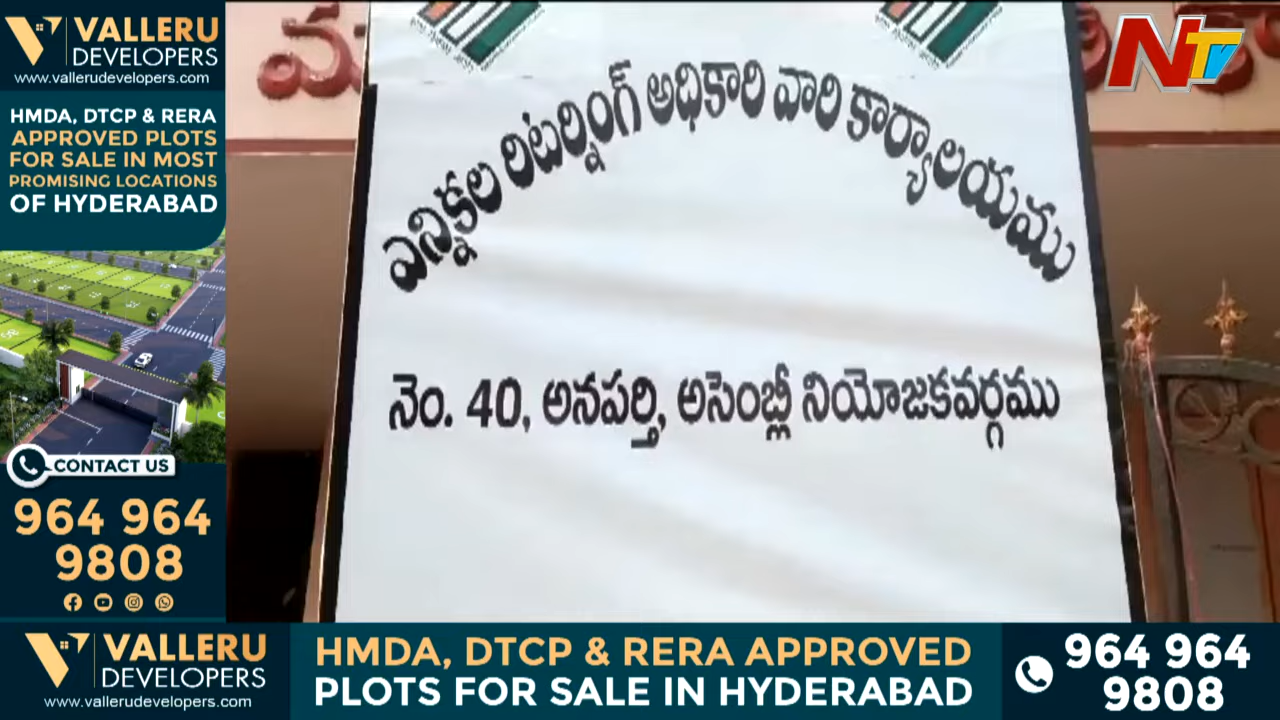 VALLERU
DEVELOPERS
www.vallerudevelopers.com
HMDA, DTCP & RERA
APPROVED PLOTS
FOR SALE IN MOST
PROMISING LOCATIONS
OF HYDERABAD
CONTACT US
964 964
9808
NTV
ఎన్నికల రిటర్నింగ్ అధికారి వారి కార్యాలయము
నెం. 40, అనపర్తి, అసెంబ్లీ నియోజకవర్గము
VALLERU
DEVELOPERS
www.vallerudevelopers.com
HMDA, DTCP & RERA APPROVED
PLOTS FOR SALE IN HYDERABAD
964 964
9808